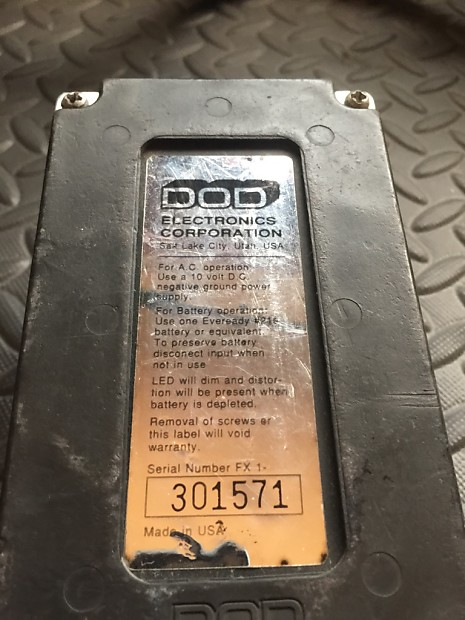 DOD
ELECTRONICS
CORPORATION
Salt Lake City, Utah, USA
For A.C. operation
Use a 10 volt D.C.
negative ground power
supply.
For Battery operation:
Use one Eveready #216
battery or equivalent.
To preserve battery
disconect input when
not in use
LED will dim and distor-
tion will be present when
battery is depleted.
Removal of screws or
this label will void
warranty.
Serial Number FX 1-
301571
Made in USA
DOD